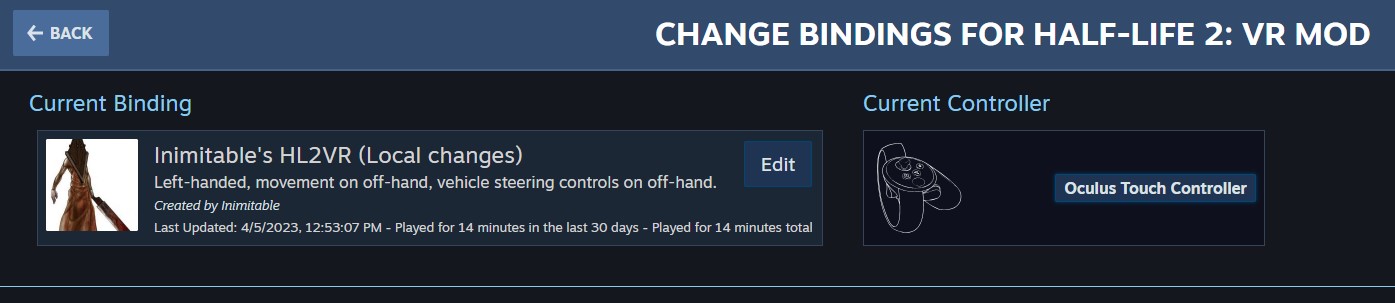 BACK
CHANGE BINDINGS FOR HALF-LIFE 2: VR MOD
Current Binding
Current Controller
Inimitable's HL2VR (Local changes)
Edit
Left-handed, movement on off-hand, vehicle steering controls on off-hand.
Created by Inimitable
Last Updated: 4/5/2023, 12:53:07 PM - Played for 14 minutes in the last 30 days - Played for 14 minutes total
Oculus Touch Controller